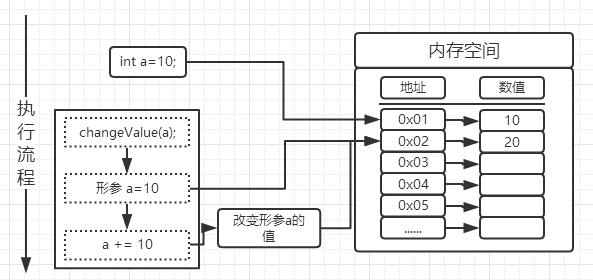 执行流程
int a=10;
changeValue(a);
形参 a=10
a += 10
改变形参a的
值
内存空间
地址 数值
0x01 10
0x02 20
0x03
0x04
0x05
......